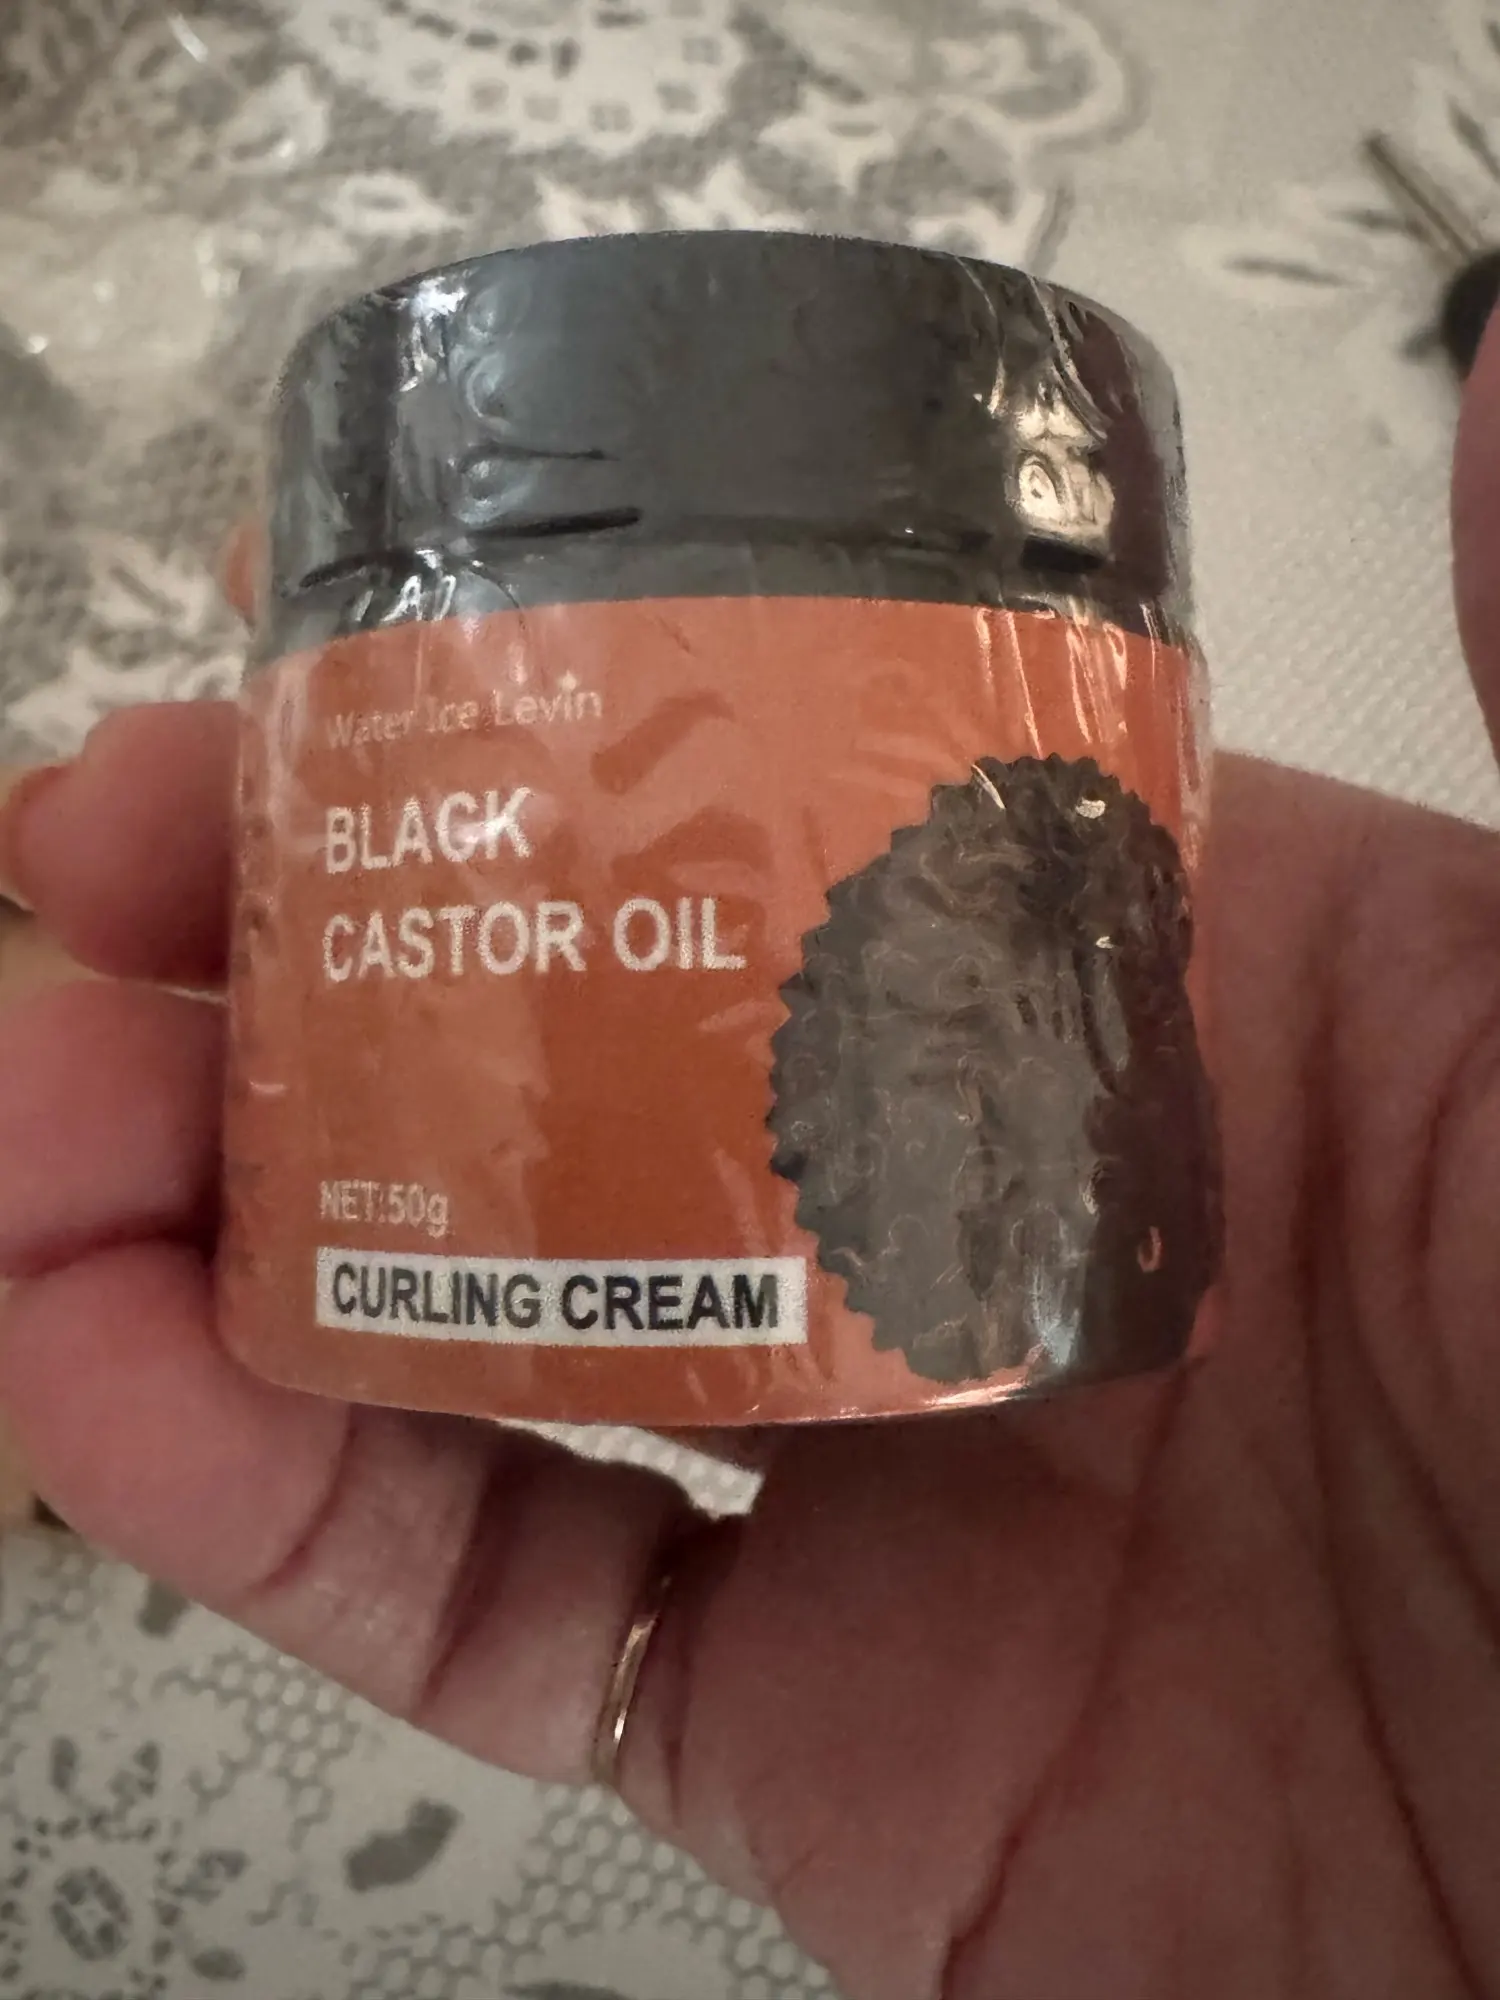 Water Ice Levin
BLACK
CASTOR OIL
NET:50g
CURLING CREAM